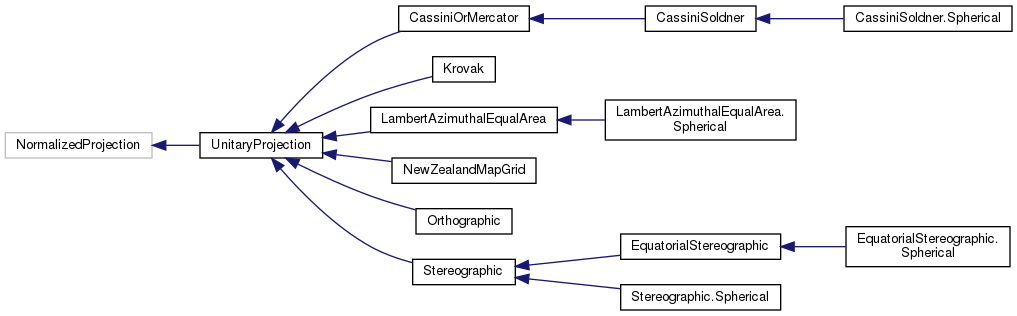 CassiniOrMercator
CassiniSoldner
CassiniSoldner.Spherical
Krovak
LambertAzimuthalEqualArea
LambertAzimuthalEqualArea.
Spherical
NormalizedProjection
UnitaryProjection
NewZealandMapGrid
Orthographic
Stereographic
EquatorialStereographic
EquatorialStereographic.
Spherical
Stereographic.Spherical